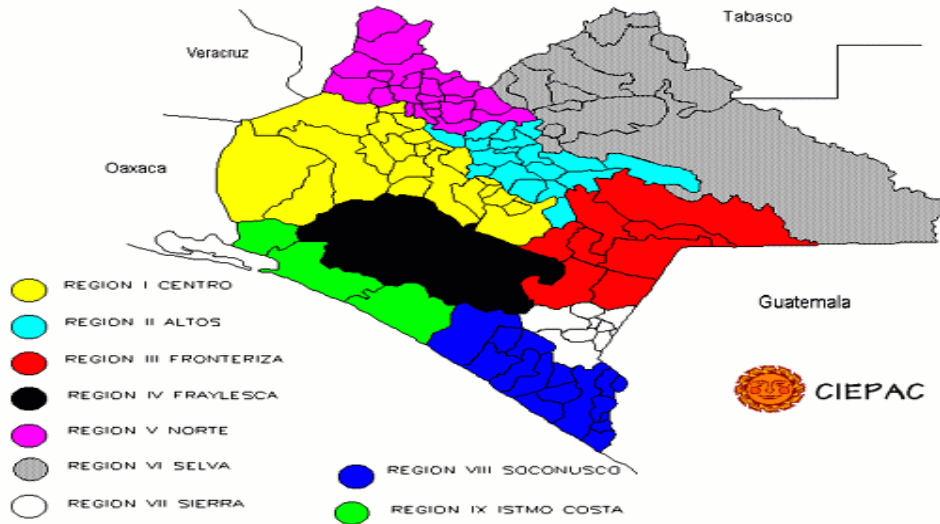 Tabasco
Veracruz
Oaxaca
Guatemala
REGION I CENTRO
REGION II ALTOS
REGION III FRONTERIZA
REGION IV FRAYLESCA
REGION V NORTE
REGION VI SELVA
REGION VII SIERRA
REGION VIII SOCONUSCO
REGION IX ISTMO COSTA
CIEPAC